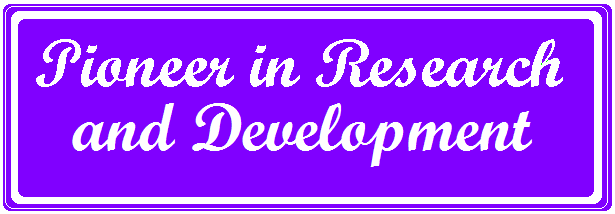 Pioneer in Research
and Development